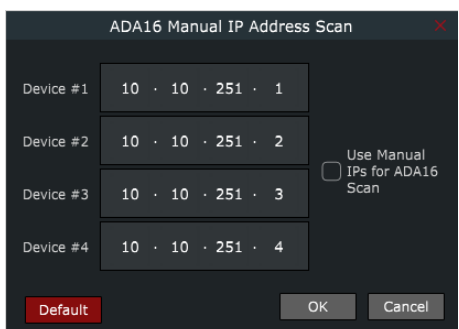 ADA16 Manual IP Address Scan
Device #1 10 · 10 · 251 · 1
Device #2 10 · 10 · 251 · 2
Use Manual
IPs for ADA16
Scan
Device #3 10 · 10 · 251 · 3
Device #4 10 · 10 · 251 · 4
Default OK Cancel